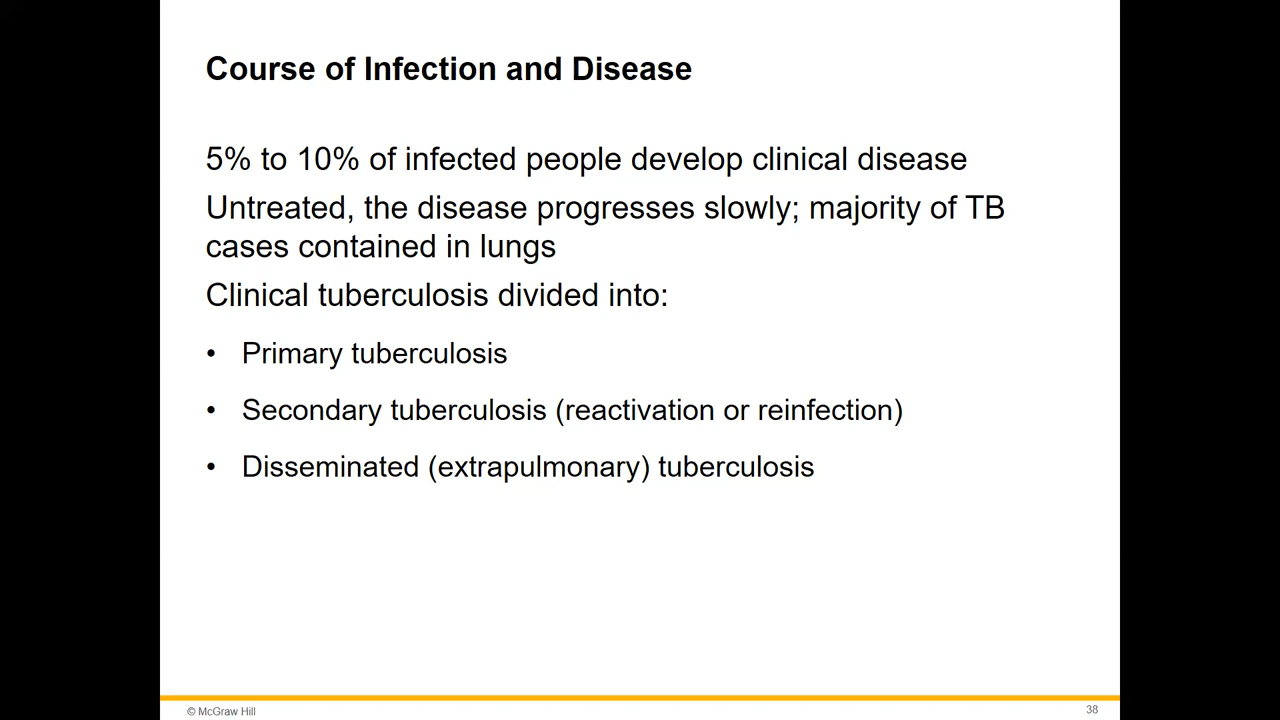 Course of Infection and Disease
5% to 10% of infected people develop clinical disease
Untreated, the disease progresses slowly; majority of TB
cases contained in lungs
Clinical tuberculosis divided into:
• Primary tuberculosis
• Secondary tuberculosis (reactivation or reinfection)
• Disseminated (extrapulmonary) tuberculosis
© McGraw Hill
38